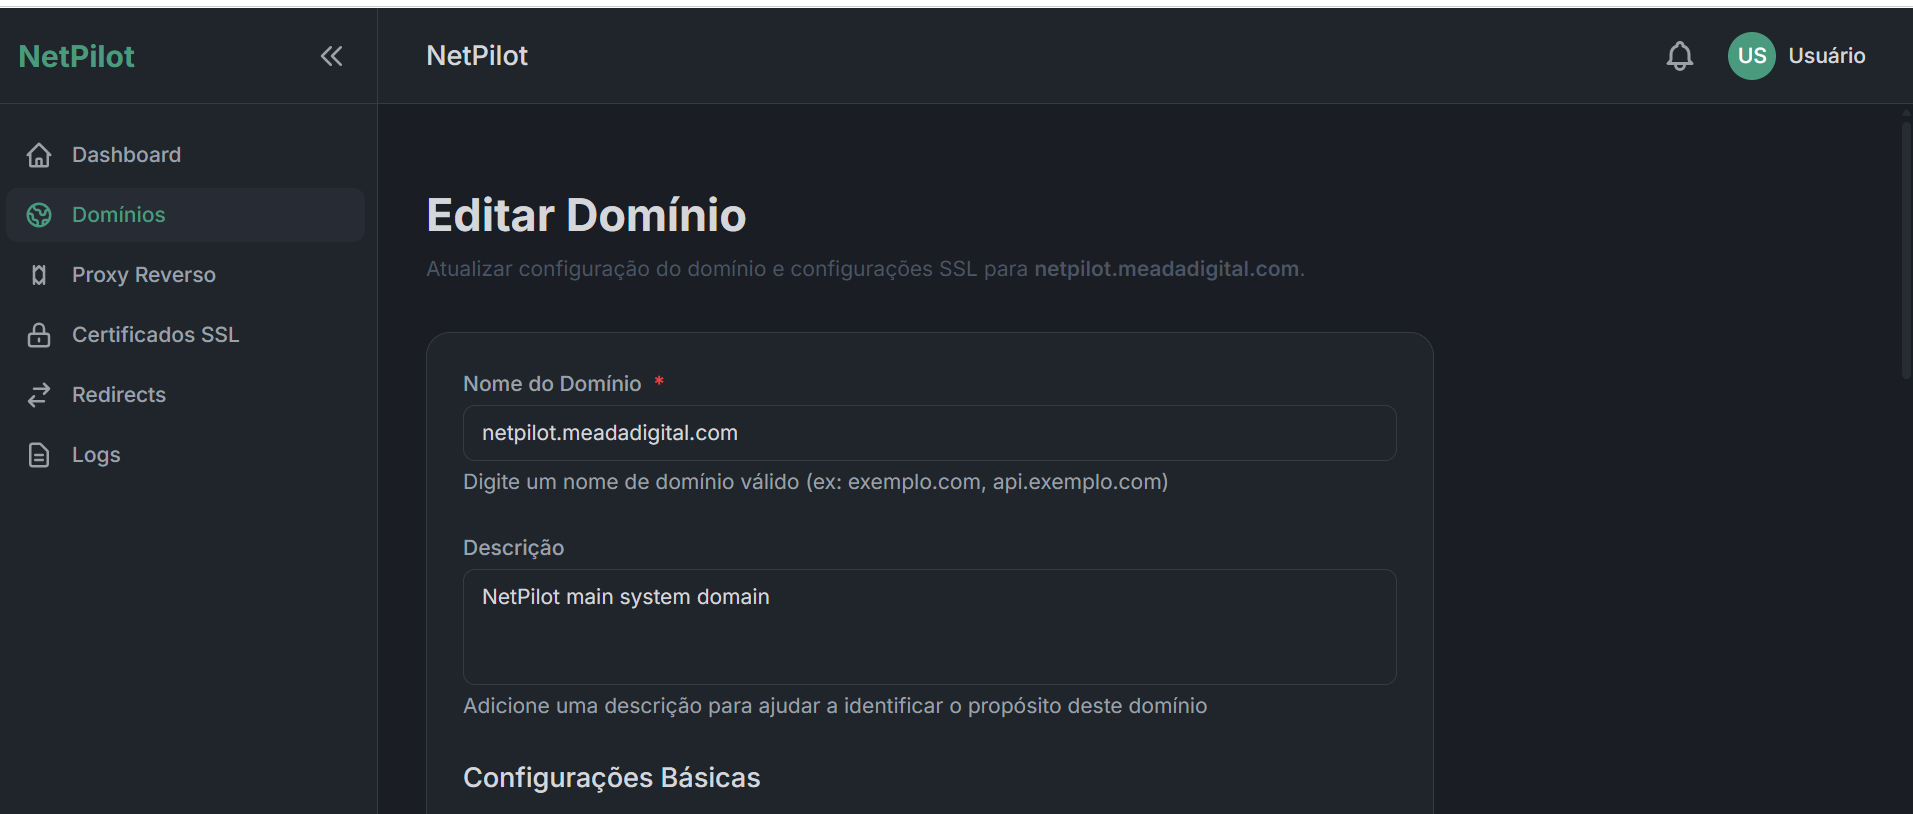 NetPilot
NetPilot
US
Usuário
Dashboard
Domínios
Proxy Reverso
Certificados SSL
Redirects
Logs
Editar Domínio
Atualizar configuração do domínio e configurações SSL para netpilot.meadadigital.com.
Nome do Domínio *
netpilot.meadadigital.com
Digite um nome de domínio válido (ex: exemplo.com, api.exemplo.com)
Descrição
NetPilot main system domain
Adicione uma descrição para ajudar a identificar o propósito deste domínio
Configurações Básicas